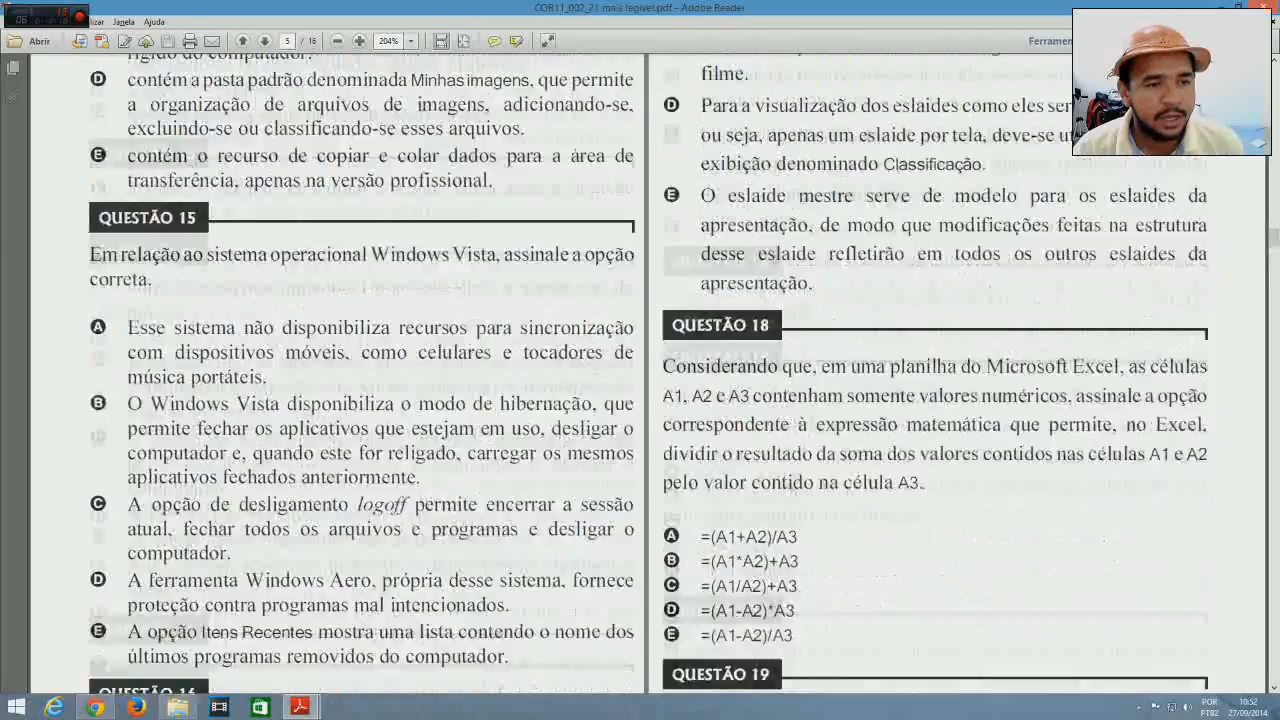 COR11_002_21 mais legivel.pdf - Adobe Reader
Janela Ajuda
Abrir
5 / 16
204%
Ferramen
rígido do computador.
D contém a pasta padrão denominada Minhas imagens, que permite
a organização de arquivos de imagens, adicionando-se,
excluindo-se ou classificando-se esses arquivos.
E contém o recurso de copiar e colar dados para a área de
transferência, apenas na versão profissional.
QUESTÃO 15
Em relação ao sistema operacional Windows Vista, assinale a opção
correta.
A Esse sistema não disponibiliza recursos para sincronização
com dispositivos móveis, como celulares e tocadores de
música portáteis.
B O Windows Vista disponibiliza o modo de hibernação, que
permite fechar os aplicativos que estejam em uso, desligar o
computador e, quando este for religado, carregar os mesmos
aplicativos fechados anteriormente.
C A opção de desligamento logoff permite encerrar a sessão
atual, fechar todos os arquivos e programas e desligar o
computador.
D A ferramenta Windows Aero, própria desse sistema, fornece
proteção contra programas mal intencionados.
E A opção Itens Recentes mostra uma lista contendo o nome dos
últimos programas removidos do computador.
QUESTÃO 16
filme.
D Para a visualização dos eslaides como eles ser
ou seja, apenas um eslaide por tela, deve-se u
exibição denominado Classificação.
E O eslaide mestre serve de modelo para os eslaides da
apresentação, de modo que modificações feitas na estrutura
desse eslaide refletirão em todos os outros eslaides da
apresentação.
QUESTÃO 18
Considerando que, em uma planilha do Microsoft Excel, as células
A1, A2 e A3 contenham somente valores numéricos, assinale a opção
correspondente à expressão matemática que permite, no Excel,
dividir o resultado da soma dos valores contidos nas células A1 e A2
pelo valor contido na célula A3.
A =(A1+A2)/A3
B =(A1*A2)+A3
C =(A1/A2)+A3
D =(A1-A2)*A3
E =(A1-A2)/A3
QUESTÃO 19
POR
PTB2
10:52
27/09/2014